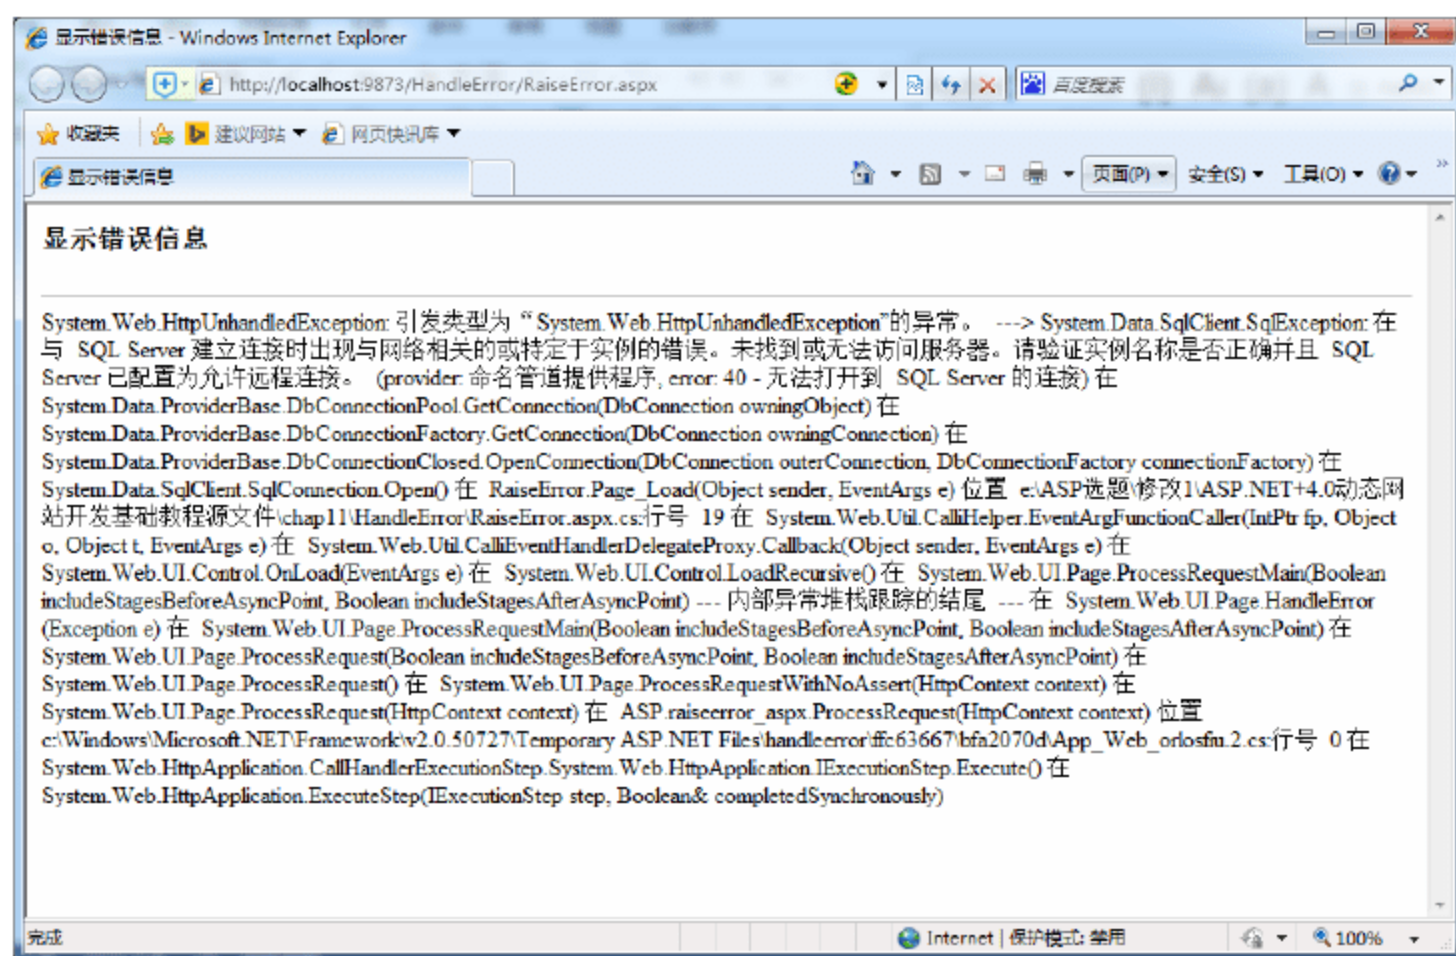 显示错误信息 - Windows Internet Explorer
http://localhost:9873/HandleError/RaiseError.aspx 百度搜索
收藏夹 建议网站 网页快讯库
显示错误信息 页面(P) 安全(S) 工具(O)
显示错误信息
System.Web.HttpUnhandledException: 引发类型为“System.Web.HttpUnhandledException”的异常。 ---> System.Data.SqlClient.SqlException: 在
与 SQL Server 建立连接时出现与网络相关的或特定于实例的错误。未找到或无法访问服务器。请验证实例名称是否正确并且 SQL
Server 已配置为允许远程连接。 (provider: 命名管道提供程序, error: 40 - 无法打开到 SQL Server 的连接) 在
System.Data.ProviderBase.DbConnectionPool.GetConnection(DbConnection owningObject) 在
System.Data.ProviderBase.DbConnectionFactory.GetConnection(DbConnection owningConnection) 在
System.Data.ProviderBase.DbConnectionClosed.OpenConnection(DbConnection outerConnection, DbConnectionFactory connectionFactory) 在
System.Data.SqlClient.SqlConnection.Open() 在 RaiseError.Page_Load(Object sender, EventArgs e) 位置 e:\ASP选题\修改1\ASP.NET+4.0动态网
站开发基础教程源文件\chap11\HandleError\RaiseError.aspx.cs:行号 19 在 System.Web.Util.CalliHelper.EventArgFunctionCaller(IntPtr fp, Object
o, Object t, EventArgs e) 在 System.Web.Util.CalliEventHandlerDelegateProxy.Callback(Object sender, EventArgs e) 在
System.Web.UI.Control.OnLoad(EventArgs e) 在 System.Web.UI.Control.LoadRecursive() 在 System.Web.UI.Page.ProcessRequestMain(Boolean
includeStagesBeforeAsyncPoint, Boolean includeStagesAfterAsyncPoint) --- 内部异常堆栈跟踪的结尾 --- 在 System.Web.UI.Page.HandleError
(Exception e) 在 System.Web.UI.Page.ProcessRequestMain(Boolean includeStagesBeforeAsyncPoint, Boolean includeStagesAfterAsyncPoint) 在
System.Web.UI.Page.ProcessRequest(Boolean includeStagesBeforeAsyncPoint, Boolean includeStagesAfterAsyncPoint) 在
System.Web.UI.Page.ProcessRequest() 在 System.Web.UI.Page.ProcessRequestWithNoAssert(HttpContext context) 在
System.Web.UI.Page.ProcessRequest(HttpContext context) 在 ASP.raiseerror_aspx.ProcessRequest(HttpContext context) 位置
c:\Windows\Microsoft.NET\Framework\v2.0.50727\Temporary ASP.NET Files\handleerror\ffc63667\bfa2070d\App_Web_orlosfiu.2.cs:行号 0 在
System.Web.HttpApplication.CallHandlerExecutionStep.System.Web.HttpApplication.IExecutionStep.Execute() 在
System.Web.HttpApplication.ExecuteStep(IExecutionStep step, Boolean& completedSynchronously)
完成 Internet | 保护模式: 禁用 100%